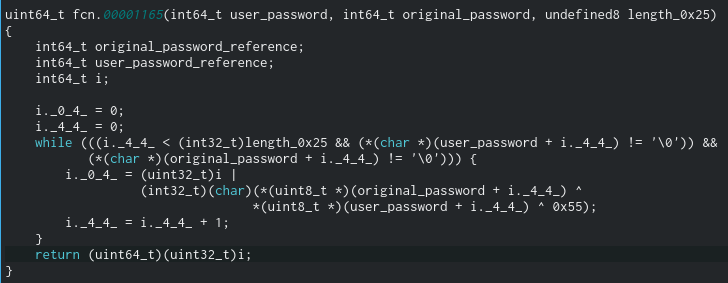 uint64_t fcn.00001165(int64_t user_password, int64_t original_password, undefined8 length_0x25)
{
    int64_t original_password_reference;
    int64_t user_password_reference;
    int64_t i;

    i._0_4_ = 0;
    i._4_4_ = 0;
    while (((i._4_4_ < (int32_t)length_0x25 && (*(char *)(user_password + i._4_4_) != '\0')) &&
           (*(char *)(original_password + i._4_4_) != '\0'))) {
        i._0_4_ = (uint32_t)i |
                  (int32_t)(char)(*(uint8_t *)(original_password + i._4_4_) ^
                                 *(uint8_t *)(user_password + i._4_4_) ^ 0x55);
        i._4_4_ = i._4_4_ + 1;
    }
    return (uint64_t)(uint32_t)i;
}